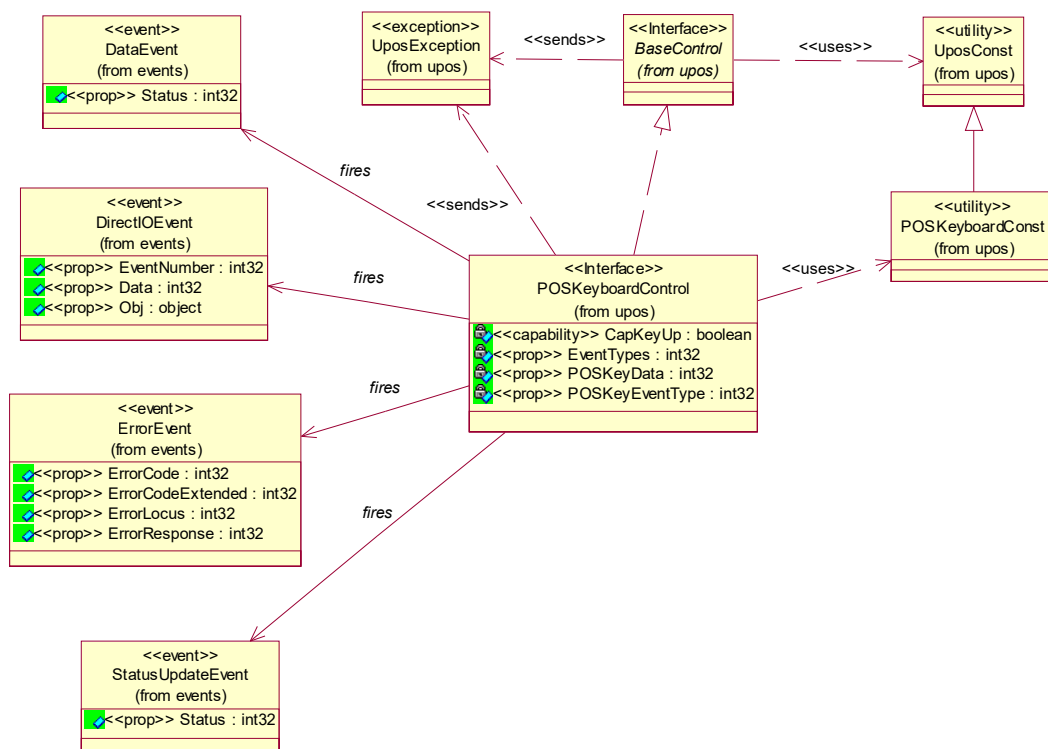 <<event>>
DataEvent
(from events)
<<prop>> Status : int32
<<exception>>
UposException
(from upos)
<<sends>>
<<Interface>>
BaseControl
(from upos)
<<uses>>
<<utility>>
UposConst
(from upos)
fires
<<event>>
DirectIOEvent
(from events)
<<prop>> EventNumber : int32
<<prop>> Data : int32
<<prop>> Obj : object
fires
<<sends>>
<<utility>>
POSKeyboardConst
(from upos)
<<uses>>
<<Interface>>
POSKeyboardControl
(from upos)
<<capability>> CapKeyUp : boolean
<<prop>> EventTypes : int32
<<prop>> POSKeyData : int32
<<prop>> POSKeyEventType : int32
fires
<<event>>
ErrorEvent
(from events)
<<prop>> ErrorCode : int32
<<prop>> ErrorCodeExtended : int32
<<prop>> ErrorLocus : int32
<<prop>> ErrorResponse : int32
fires
<<event>>
StatusUpdateEvent
(from events)
<<prop>> Status : int32